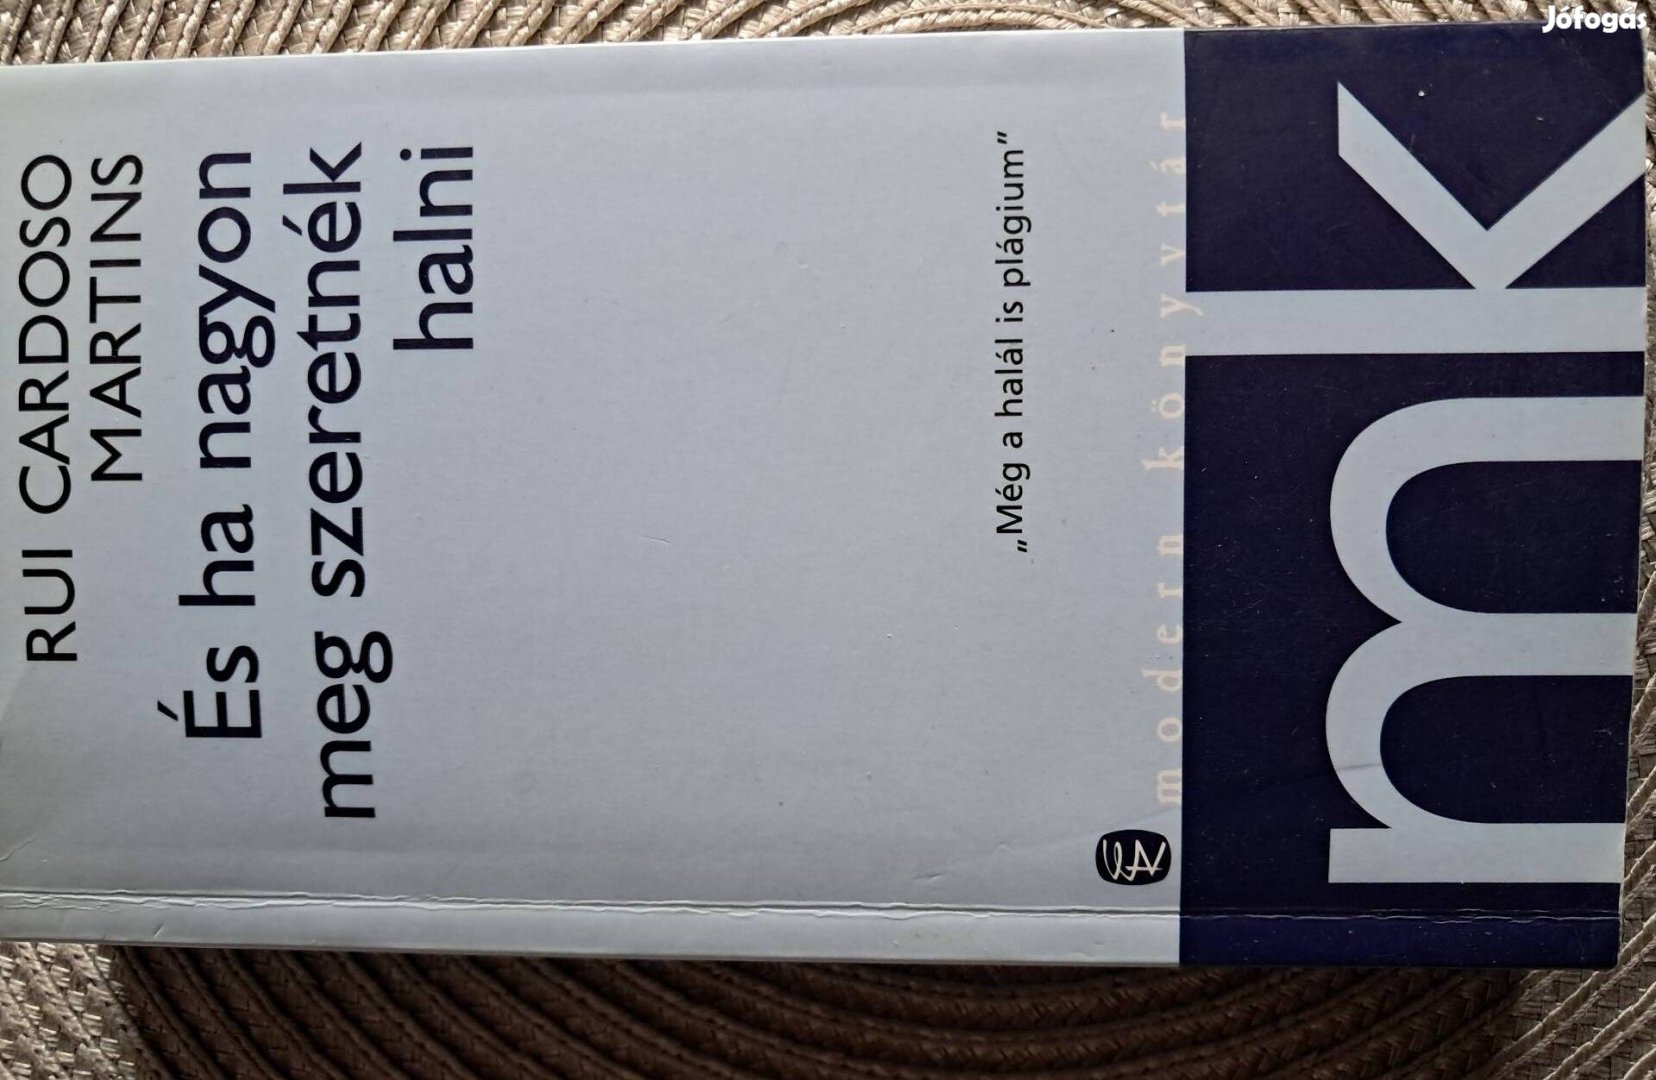 Jófogás
RUI CARDOSO
MARTINS
És ha nagyon
meg szeretnék
halni
„Még a halál is plágium”
modern könyvtár
mk